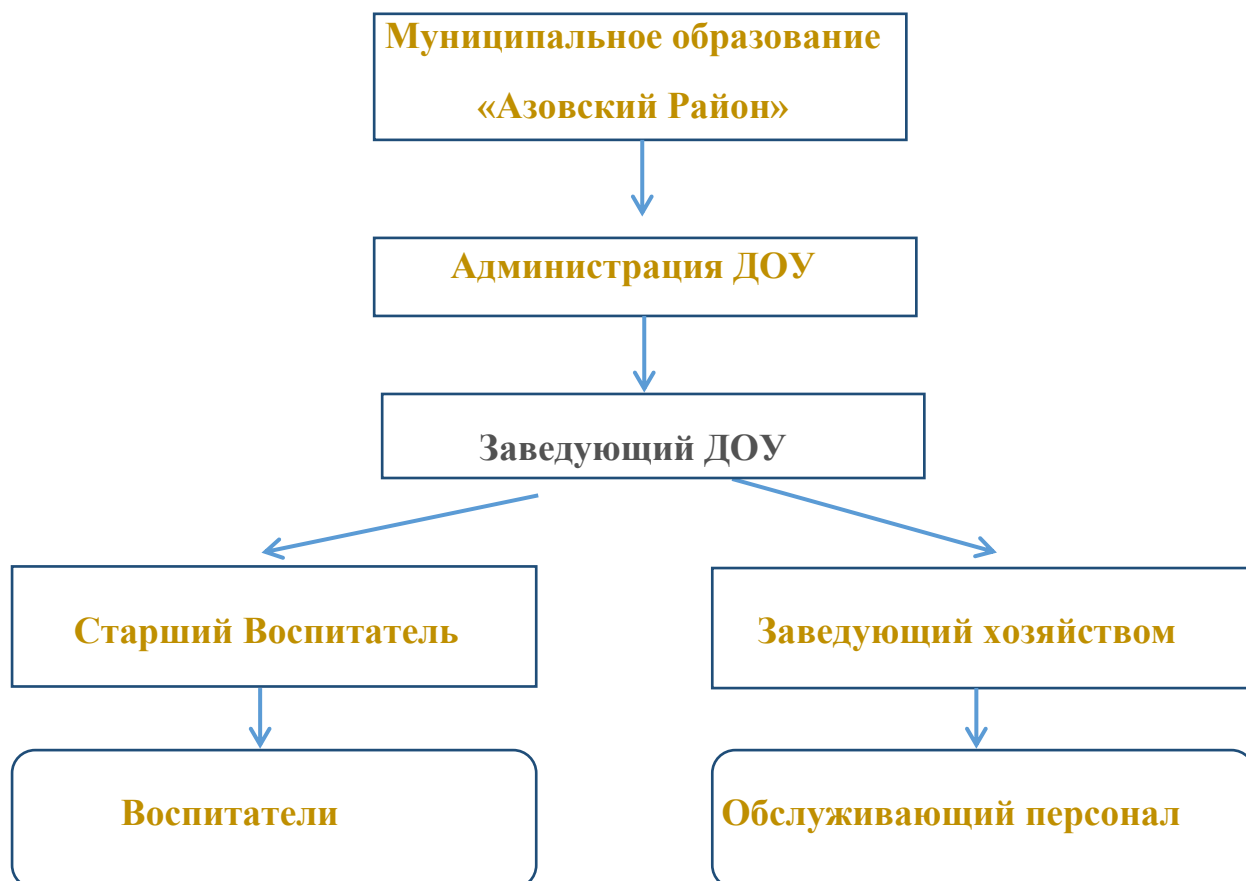 Муниципальное образование
«Азовский Район»
Администрация ДОУ
Заведующий ДОУ
Старший Воспитатель
Заведующий хозяйством
Воспитатели
Обслуживающий персонал